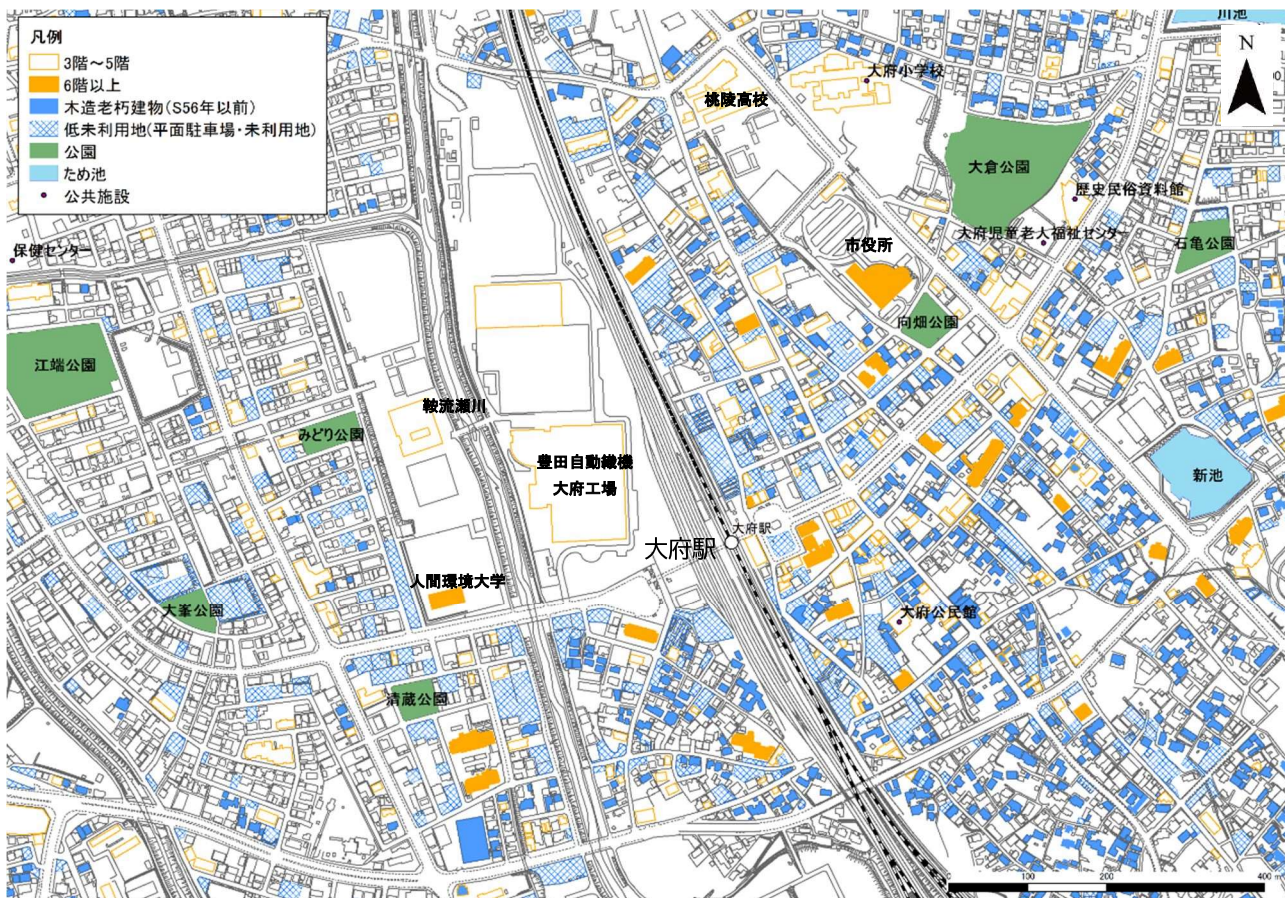 凡例
3階～5階
6階以上
木造老朽建物(S56年以前)
低未利用地(平面駐車場・未利用地)
公園
ため池
公共施設
川池
N
大府小学校
桃陵高校
大倉公園
歴史民俗資料館
大府児童老人福祉センター
石亀公園
市役所
向畑公園
保健センター
江端公園
みどり公園
鞍流瀬川
豊田自動織機
大府工場
新池
大府駅
大府駅
人間環境大学
大峯公園
大府公民館
清蔵公園
0 100 200 400 m